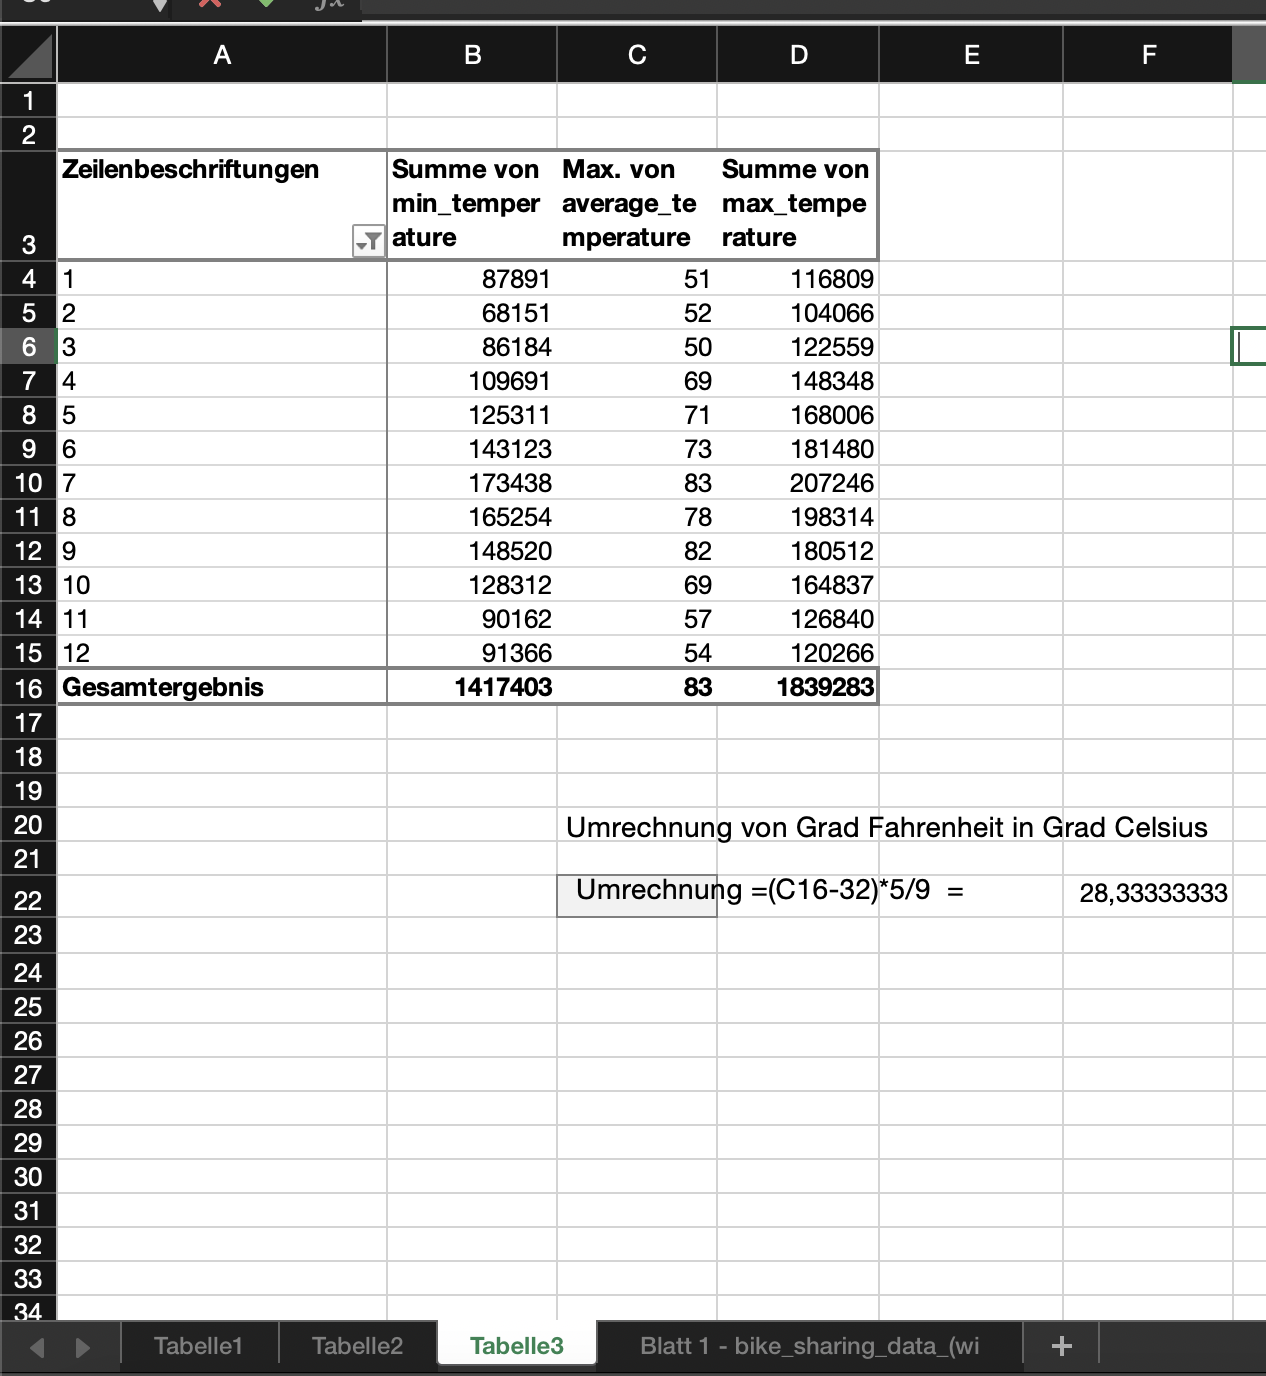 A B C D E F
1
2
3 Zeilenbeschriftungen Summe von min_temperature Max. von average_temperature Summe von max_temperature
4 1 87891 51 116809
5 2 68151 52 104066
6 3 86184 50 122559
7 4 109691 69 148348
8 5 125311 71 168006
9 6 143123 73 181480
10 7 173438 83 207246
11 8 165254 78 198314
12 9 148520 82 180512
13 10 128312 69 164837
14 11 90162 57 126840
15 12 91366 54 120266
16 Gesamtergebnis 1417403 83 1839283
17
18
19
20 Umrechnung von Grad Fahrenheit in Grad Celsius
21
22 Umrechnung =(C16-32)*5/9 = 28,33333333
23
24
25
26
27
28
29
30
31
32
33
34
Tabelle1 Tabelle2 Tabelle3 Blatt 1 - bike_sharing_data_(wi +